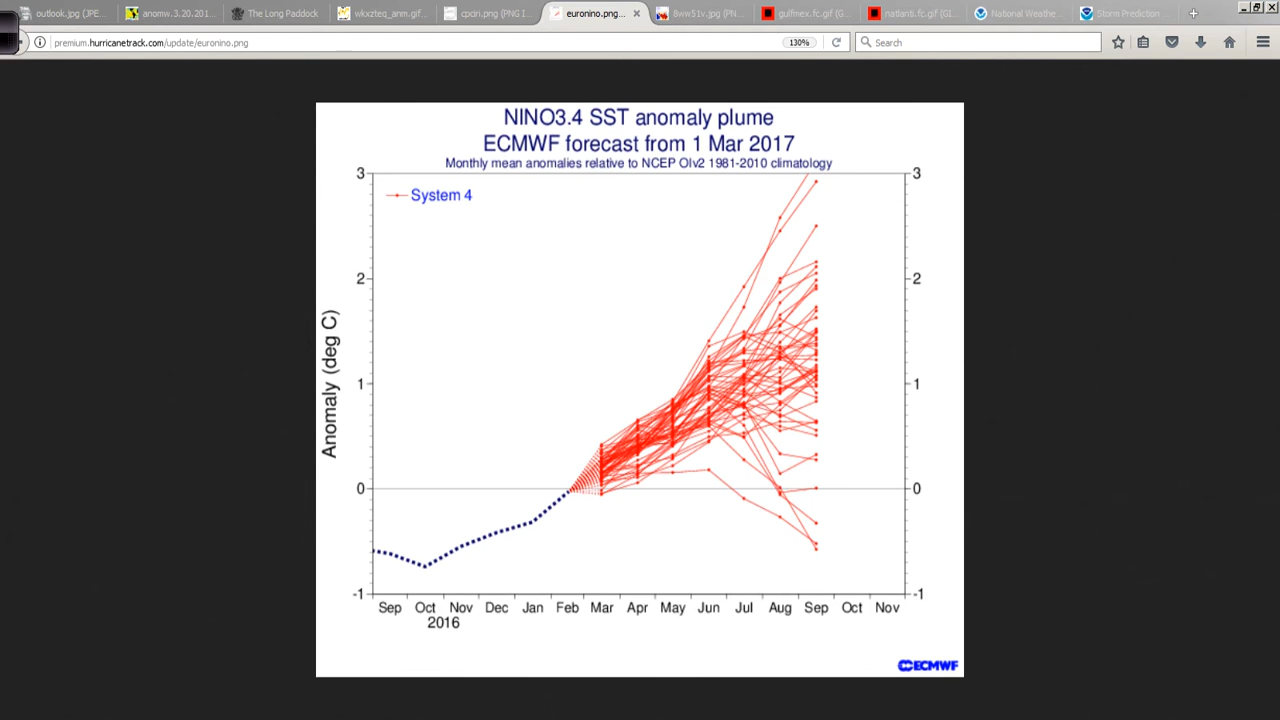 outlook.jpg (JPE...
anomw.3.20.201...
The Long Paddock
wkxzteq_anm.gif...
cpciri.png (PNG I...
euronino.png...
8ww51v.jpg (PN...
gulfmex.fc.gif (G...
natlanti.fc.gif (GI...
National Weathe...
Storm Prediction...
premium.hurricanetrack.com/update/euronino.png
130%
Search
NINO3.4 SST anomaly plume
ECMWF forecast from 1 Mar 2017
Monthly mean anomalies relative to NCEP OIv2 1981-2010 climatology
System 4
3
2
1
0
-1
Anomaly (deg C)
3
2
1
0
-1
Sep Oct Nov Dec Jan Feb Mar Apr May Jun Jul Aug Sep Oct Nov
2016
ECMWF